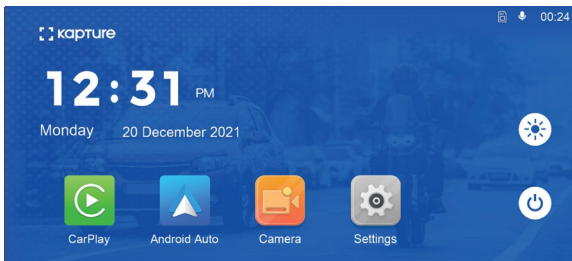 00:24
kapture
12:31 PM
Monday 20 December 2021
CarPlay Android Auto Camera Settings